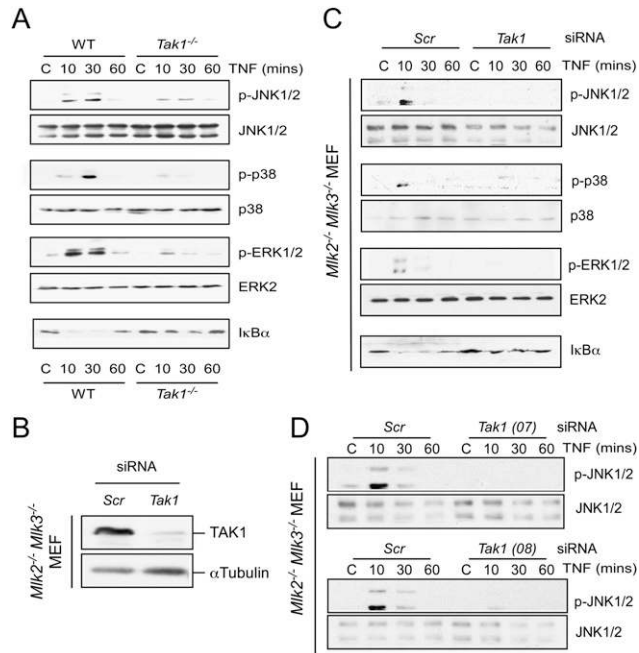 A
WT Tak1-/-
C 10 30 60 C 10 30 60 TNF (mins)
p-JNK1/2
JNK1/2
p-p38
p38
p-ERK1/2
ERK2
IκBα
C 10 30 60 C 10 30 60
WT Tak1-/-
B
siRNA
Scr Tak1
Mlk2-/- Mlk3-/-
MEF
TAK1
αTubulin
C
Scr Tak1 siRNA
C 10 30 60 C 10 30 60 TNF (mins)
Mlk2-/- Mlk3-/- MEF
p-JNK1/2
JNK1/2
p-p38
p38
p-ERK1/2
ERK2
IκBα
D
Scr Tak1 (07) siRNA
C 10 30 60 C 10 30 60 TNF (mins)
Mlk2-/- Mlk3-/- MEF
p-JNK1/2
JNK1/2
Scr Tak1 (08) siRNA
C 10 30 60 C 10 30 60 TNF (mins)
p-JNK1/2
JNK1/2